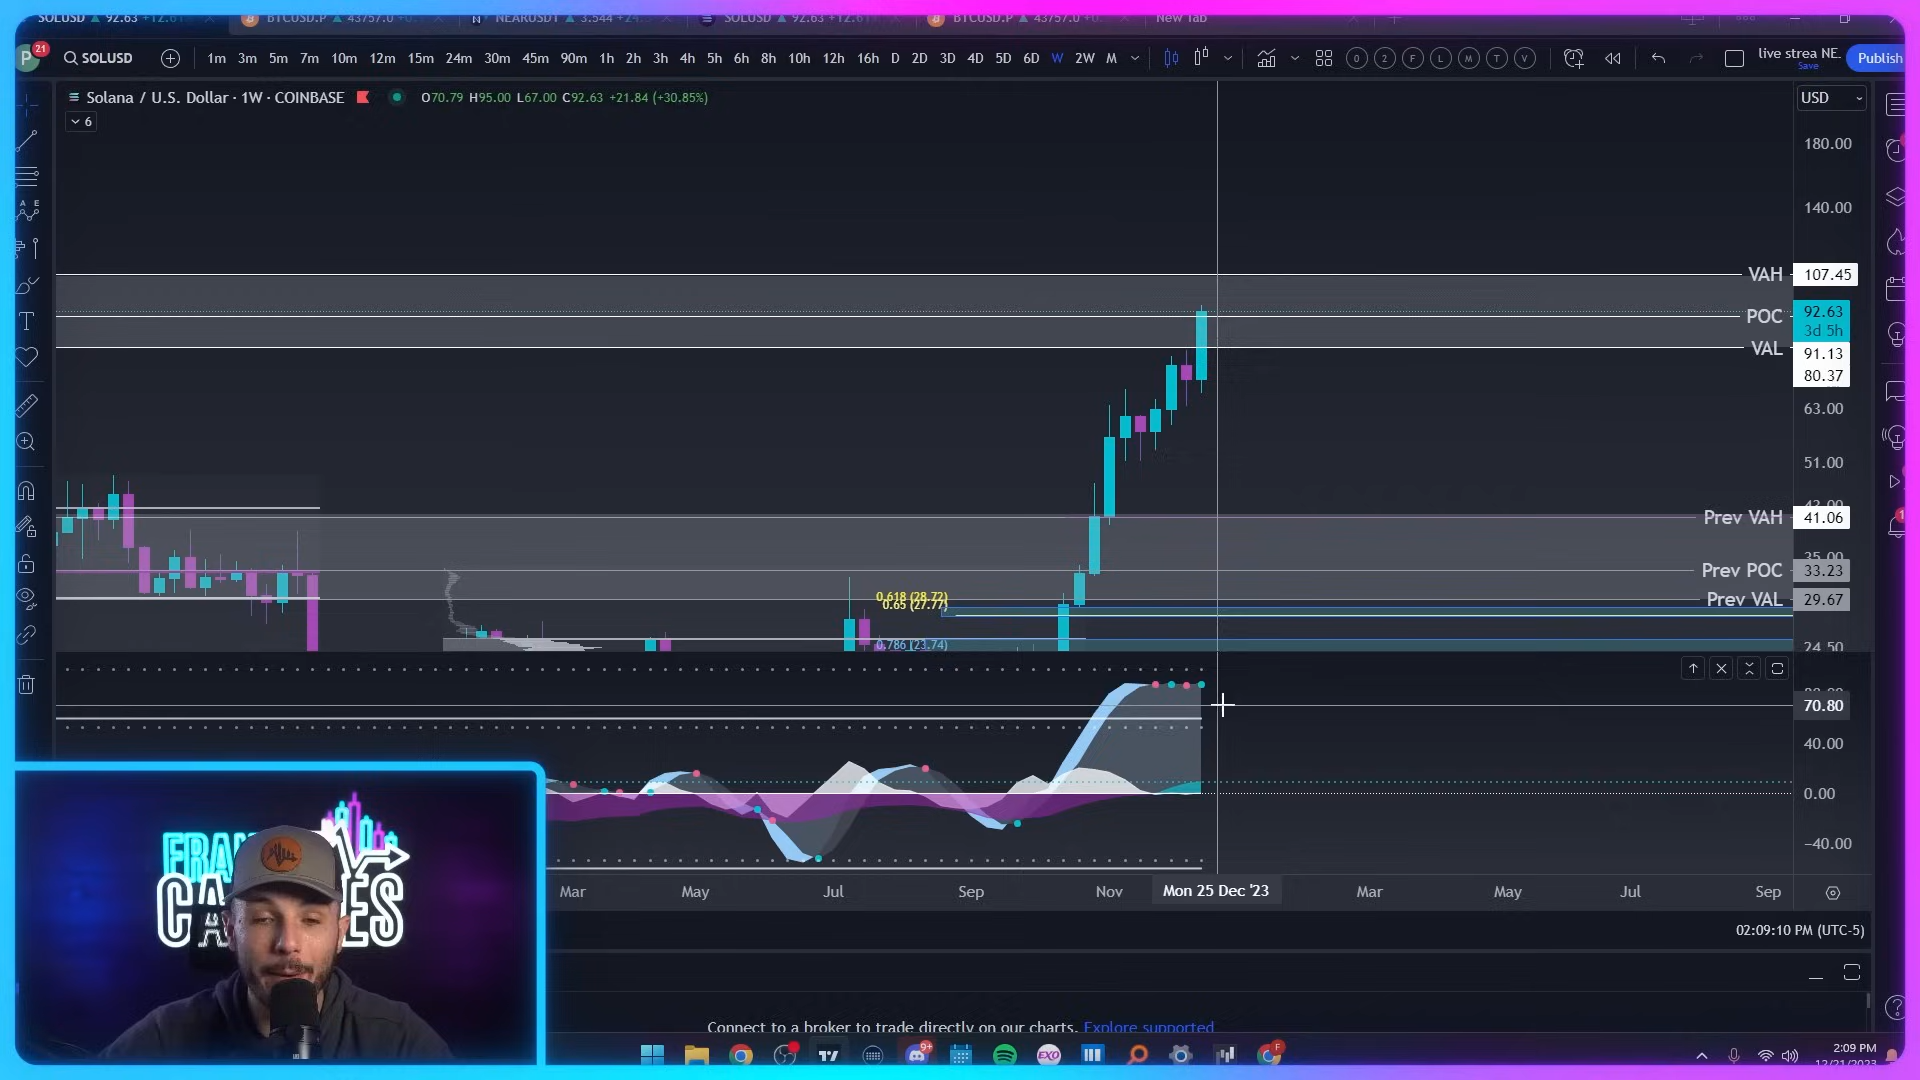 SOLUSD ▲ 92.63 +12.61
BTCUSD.P ▲ 43757.0 +0.
NEARUSDT ▲ 3.544 +24.
SOLUSD ▲ 92.63 +12.61
BTCUSD.P ▲ 43757.0 +0.
New Tab
P 21
SOLUSD
1m 3m 5m 7m 10m 12m 15m 24m 30m 45m 90m 1h 2h 3h 4h 5h 6h 8h 10h 12h 16h D 2D 3D 4D 5D 6D W 2W M
0 2 F L M T V
live strea NE.
Save
Publish
Solana / U.S. Dollar · 1W · COINBASE
O70.79 H95.00 L67.00 C92.63 +21.84 (+30.85%)
USD
6
180.00
140.00
VAH 107.45
92.63
POC
3d 5h
VAL
91.13
80.37
63.00
51.00
42.00
Prev VAH 41.06
35.00
Prev POC 33.23
0.618 (28.72)
0.65 (27.77)
Prev VAL 29.67
0.786 (23.74)
24.50
70.80
40.00
0.00
−40.00
Mar May Jul Sep Nov Mon 25 Dec '23 Mar May Jul Sep
02:09:10 PM (UTC-5)
CA ES
Connect to a broker to trade directly on our charts. Explore supported
9+
EXO
F
2:09 PM
12/21/2023